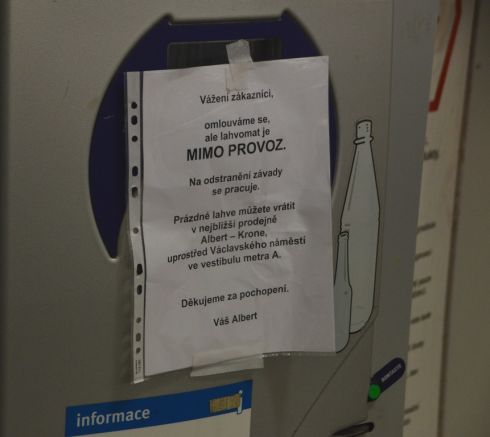 Vážení zákazníci,
omlouváme se,
ale lahvomat je
MIMO PROVOZ.
Na odstranění závady
se pracuje.
Prázdné lahve můžete vrátit
v nejbližší prodejně
Albert – Krone,
uprostřed Václavského náměstí
ve vestibulu metra A.
Děkujeme za pochopení.
Váš Albert
informace